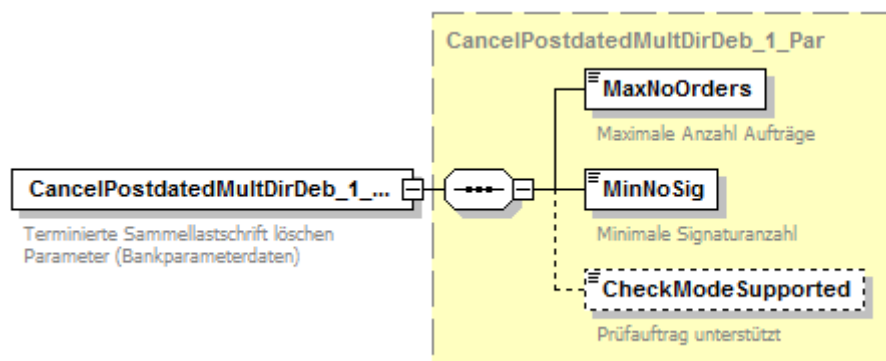 CancelPostdatedMultDirDeb_1_Par
MaxNoOrders
Maximale Anzahl Aufträge
CancelPostdatedMultDirDeb_1_...
Terminierte Sammellastschrift löschen
Parameter (Bankparameterdaten)
MinNoSig
Minimale Signaturanzahl
CheckModeSupported
Prüfauftrag unterstützt